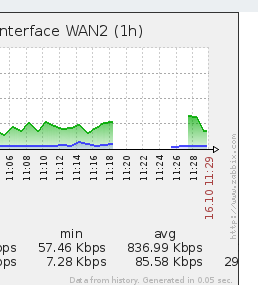 nterface WAN2 (1h)
11:06
11:08
11:10
11:12
11:14
11:16
11:18
11:20
11:22
11:24
11:26
11:28
16.10 11:29
http://www.zabbix.com
min avg
ops 57.46 Kbps 836.99 Kbps
ps 7.28 Kbps 85.58 Kbps 29
Data from history. Generated in 0.05 sec.